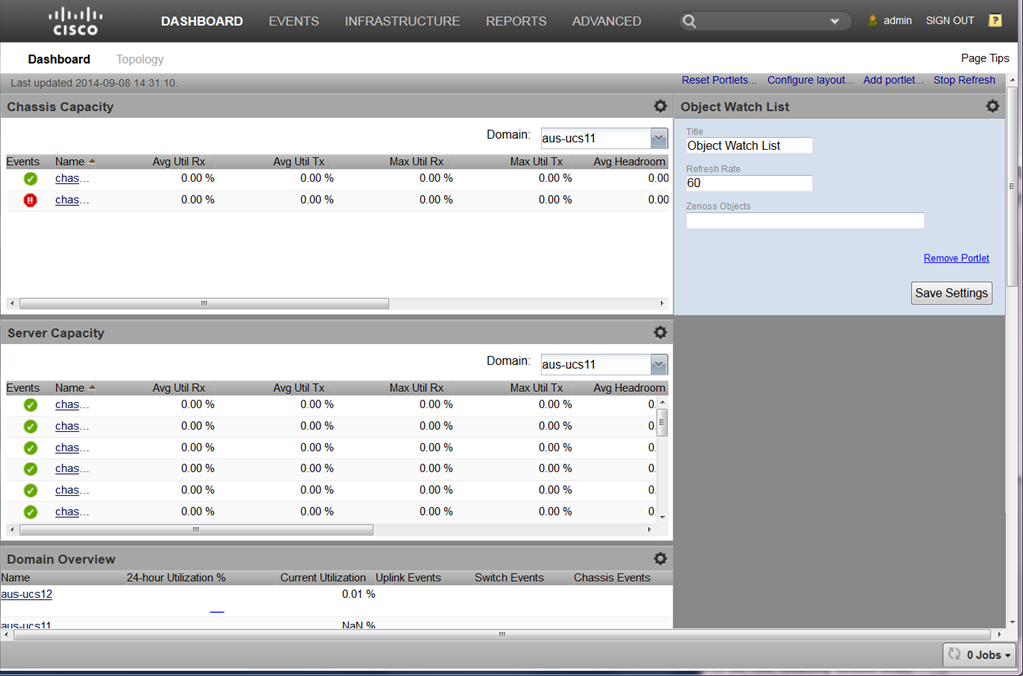 CISCO
DASHBOARD EVENTS INFRASTRUCTURE REPORTS ADVANCED
admin SIGN OUT ?
Dashboard Topology
Page Tips
Last updated 2014-09-08 14:31:10.
Reset Portlets... Configure layout... Add portlet... Stop Refresh
Chassis Capacity
Domain: aus-ucs11
Events Name Avg Util Rx Avg Util Tx Max Util Rx Max Util Tx Avg Headroom
chas... 0.00 % 0.00 % 0.00 % 0.00 % 0.00
chas... 0.00 % 0.00 % 0.00 % 0.00 % 0.00
Object Watch List
Title
Object Watch List
Refresh Rate
60
Zenoss Objects
Remove Portlet
Save Settings
Server Capacity
Domain: aus-ucs11
Events Name Avg Util Rx Avg Util Tx Max Util Rx Max Util Tx Avg Headroom
chas... 0.00 % 0.00 % 0.00 % 0.00 % 0.
chas... 0.00 % 0.00 % 0.00 % 0.00 % 0.
chas... 0.00 % 0.00 % 0.00 % 0.00 % 0.
chas... 0.00 % 0.00 % 0.00 % 0.00 % 0.
chas... 0.00 % 0.00 % 0.00 % 0.00 % 0.
chas... 0.00 % 0.00 % 0.00 % 0.00 % 0.
Domain Overview
Name 24-hour Utilization % Current Utilization Uplink Events Switch Events Chassis Events
aus-ucs12 0.01 %
aus-ucs11 NaN %
0 Jobs